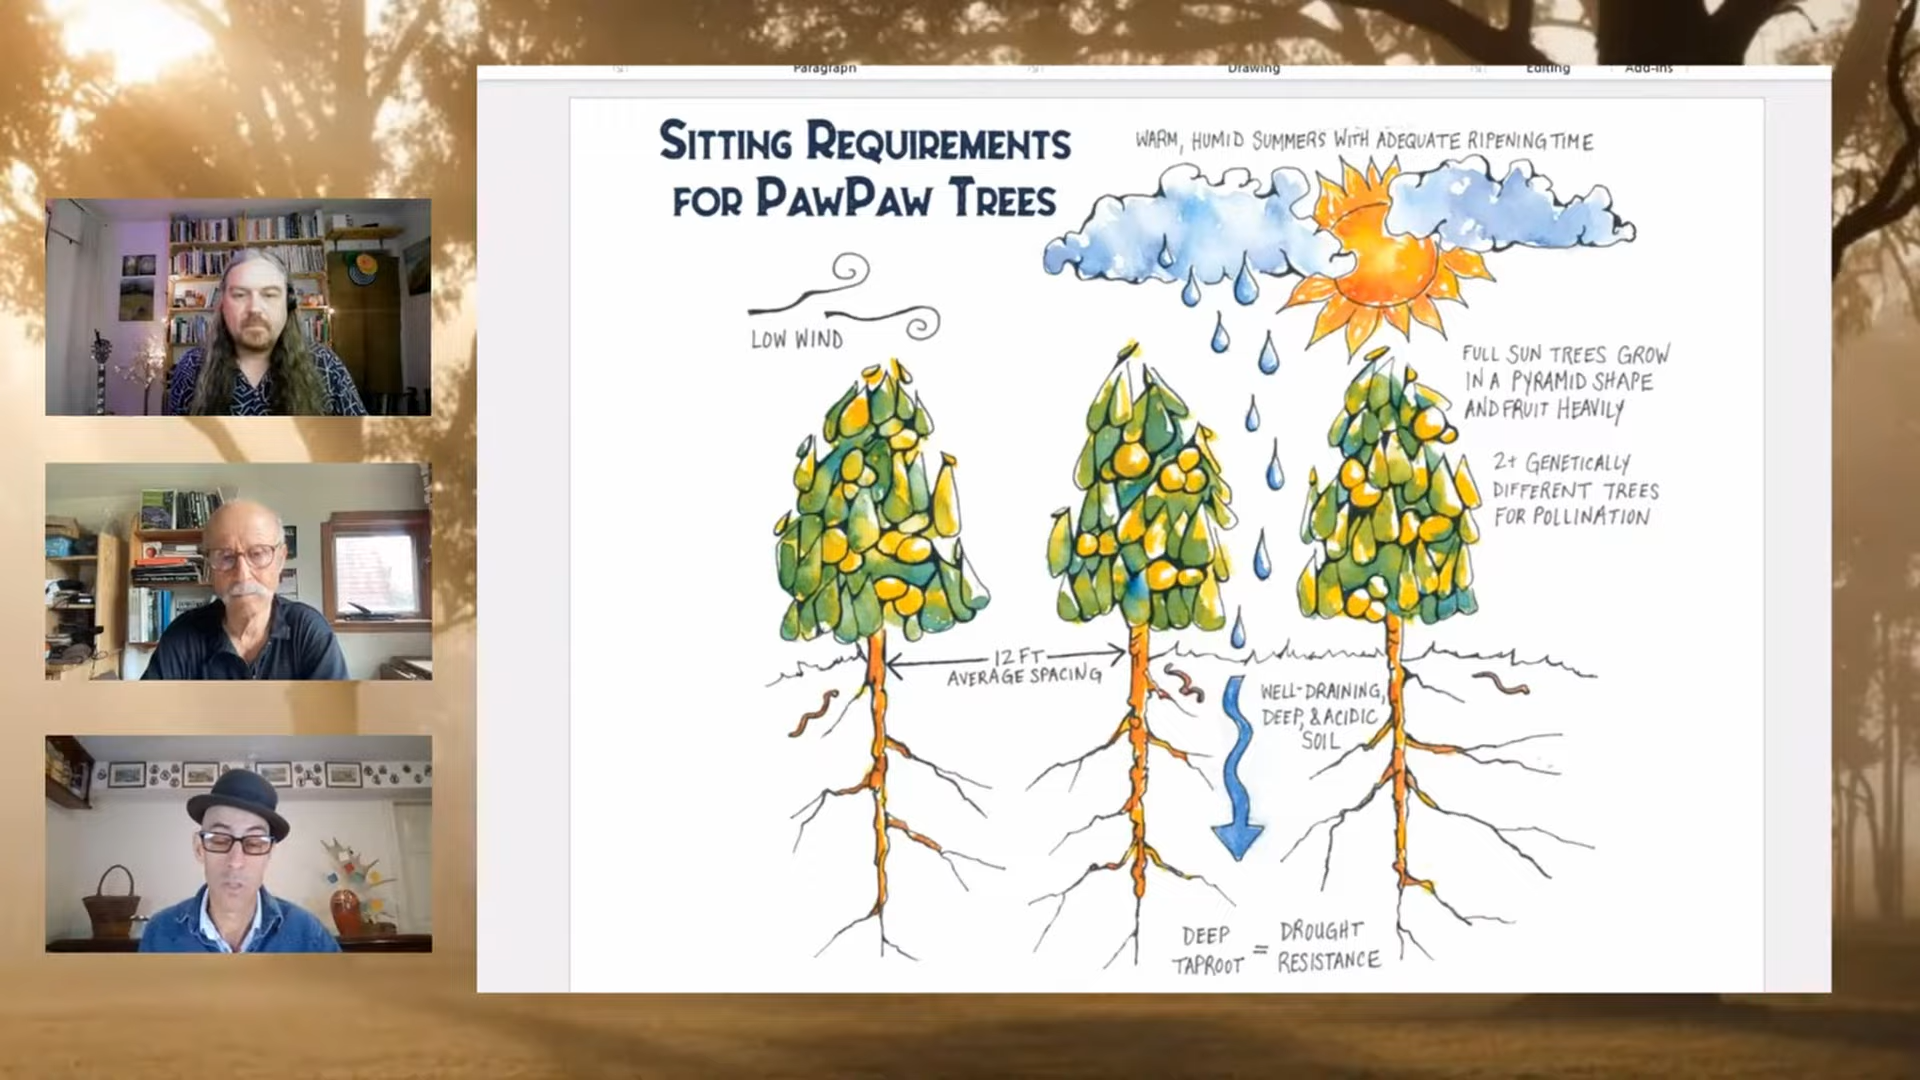 Paragraph
Drawing
Editing
Add-ins
SITTING REQUIREMENTS
FOR PAWPAW TREES
WARM, HUMID SUMMERS WITH ADEQUATE RIPENING TIME
LOW WIND
FULL SUN TREES GROW
IN A PYRAMID SHAPE
AND FRUIT HEAVILY
2+ GENETICALLY
DIFFERENT TREES
FOR POLLINATION
12 FT
AVERAGE SPACING
WELL-DRAINING,
DEEP, & ACIDIC
SOIL
DEEP
TAPROOT
=
DROUGHT
RESISTANCE